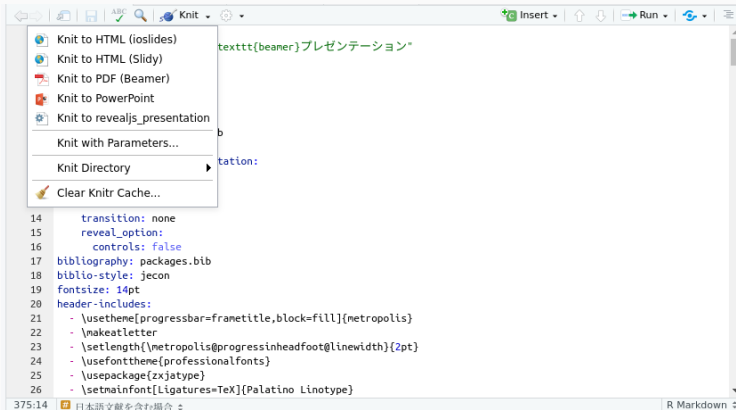 ABC
Knit
Insert
Run
Knit to HTML (ioslides)
Knit to HTML (Slidy)
Knit to PDF (Beamer)
Knit to PowerPoint
Knit to revealjs_presentation
Knit with Parameters...
Knit Directory
Clear Knitr Cache...
texttt{beamer}プレゼンテーション"
b
tation:
14 transition: none
15 reveal_option:
16 controls: false
17 bibliography: packages.bib
18 biblio-style: jecon
19 fontsize: 14pt
20 header-includes:
21 - \usetheme[progressbar=frametitle,block=fill]{metropolis}
22 - \makeatletter
23 - \setlength{\metropolis@progressinheadfoot@linewidth}{2pt}
24 - \usefonttheme{professionalfonts}
25 - \usepackage{zxjatype}
26 - \setmainfont[Ligatures=TeX]{Palatino Linotype}
375:14 # 日本語文献を含む場合 R Markdown